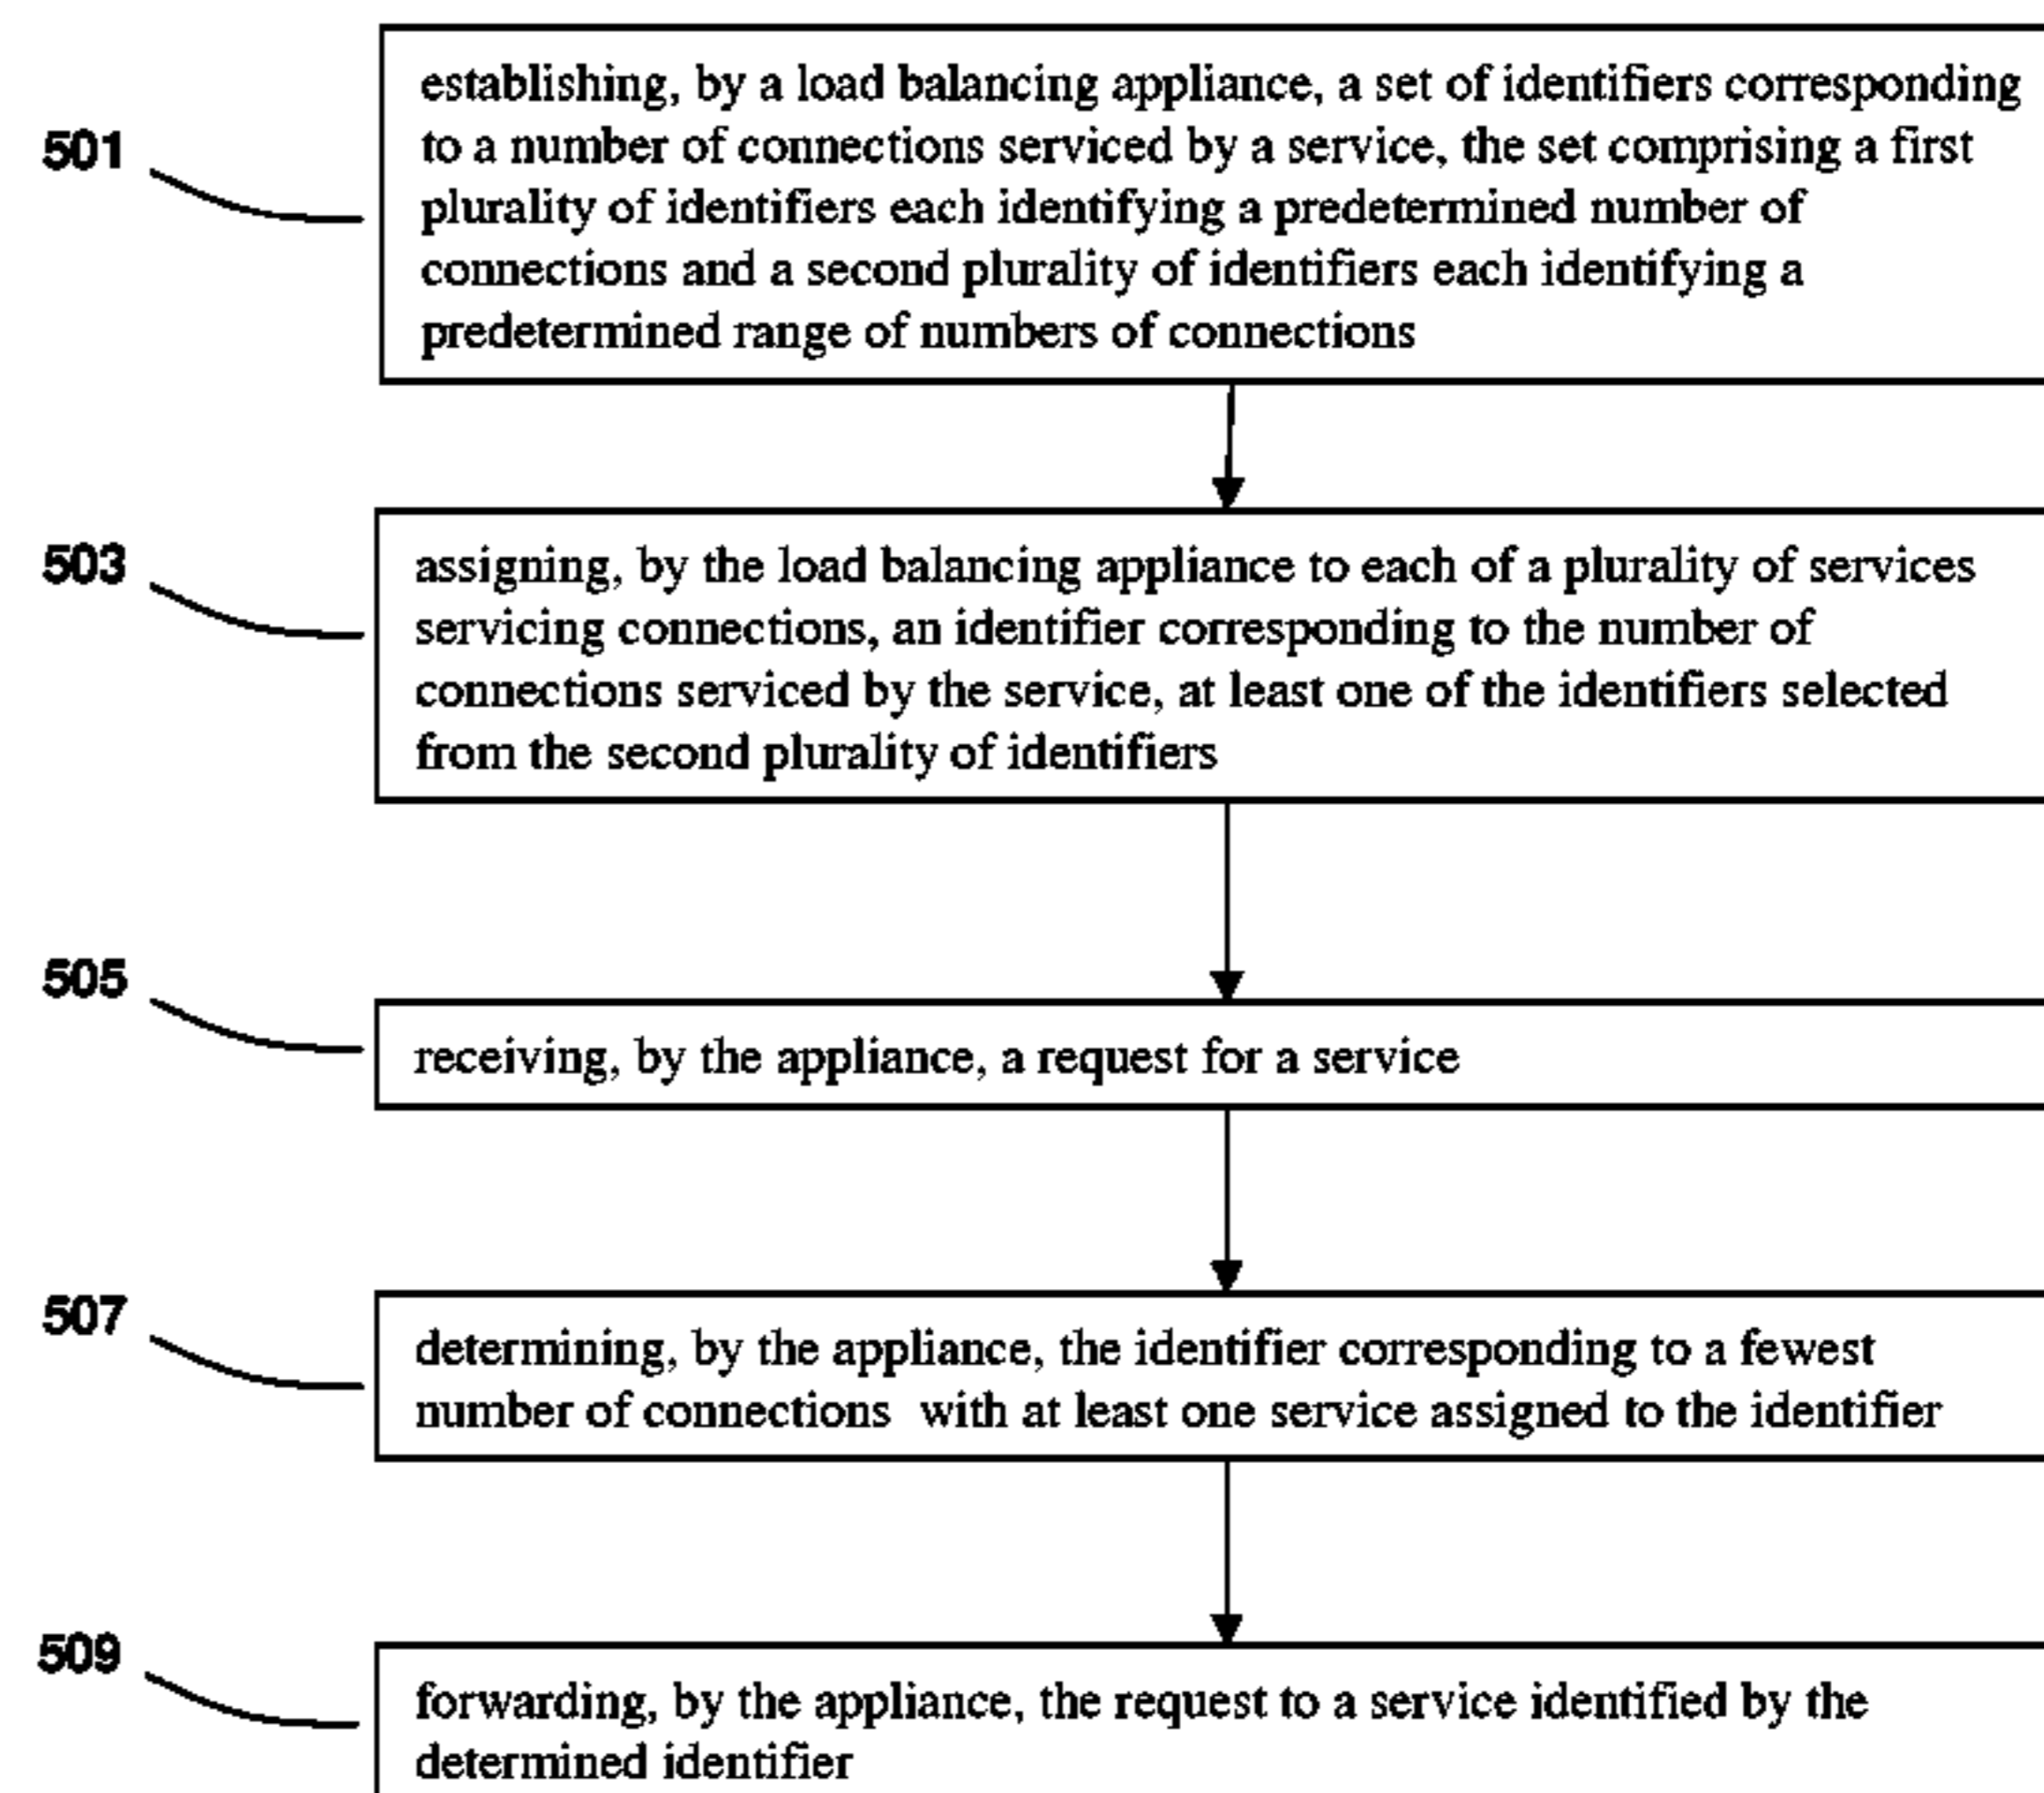 501
establishing, by a load balancing appliance, a set of identifiers corresponding
to a number of connections serviced by a service, the set comprising a first
plurality of identifiers each identifying a predetermined number of
connections and a second plurality of identifiers each identifying a
predetermined range of numbers of connections
503
assigning, by the load balancing appliance to each of a plurality of services
servicing connections, an identifier corresponding to the number of
connections serviced by the service, at least one of the identifiers selected
from the second plurality of identifiers
505
receiving, by the appliance, a request for a service
507
determining, by the appliance, the identifier corresponding to a fewest
number of connections with at least one service assigned to the identifier
509
forwarding, by the appliance, the request to a service identified by the
determined identifier